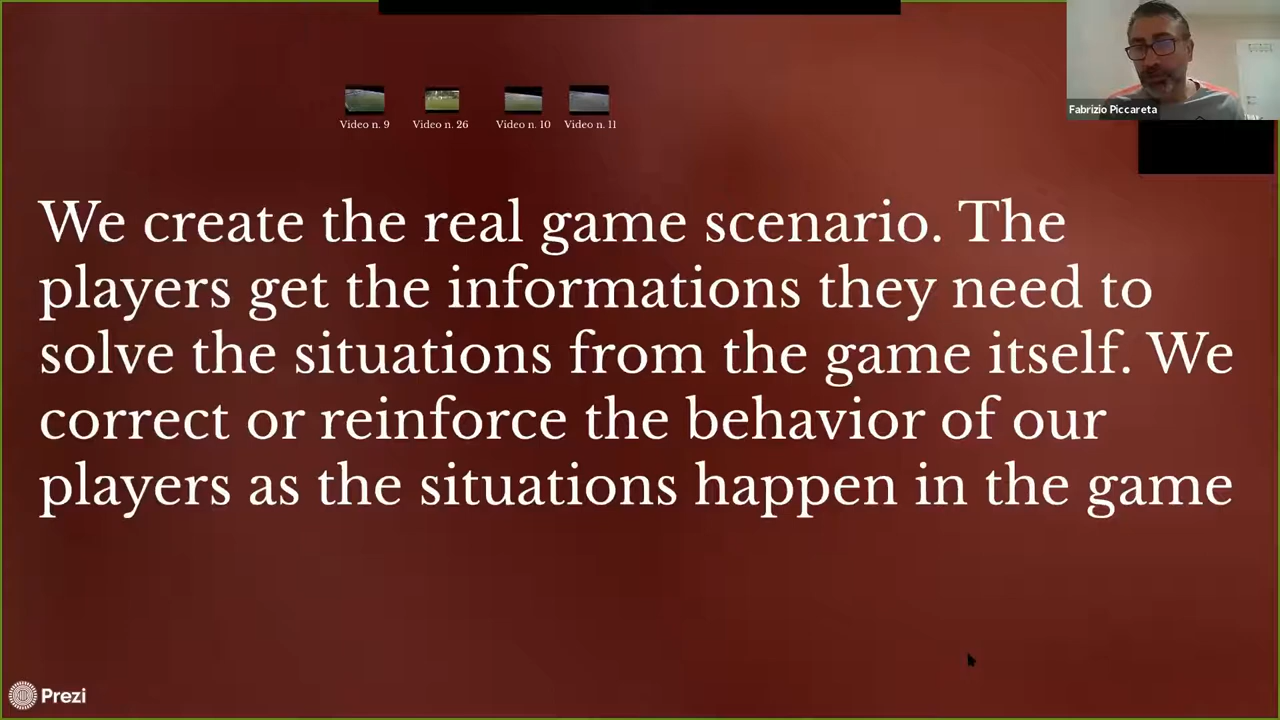 Fabrizio Piccareta
Video n. 9
Video n. 26
Video n. 10
Video n. 11
We create the real game scenario. The
players get the informations they need to
solve the situations from the game itself. We
correct or reinforce the behavior of our
players as the situations happen in the game
Prezi